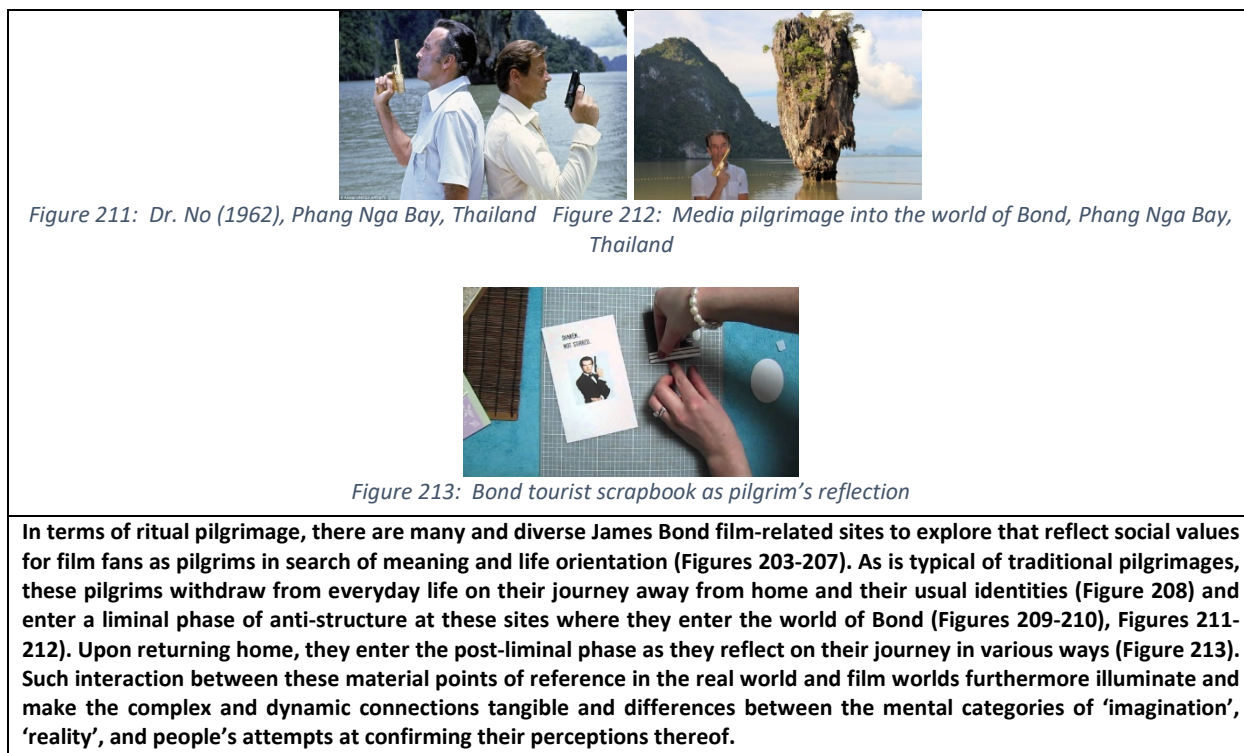 Figure 211:  Dr. No (1962), Phang Nga Bay, Thailand   Figure 212:  Media pilgrimage into the world of Bond, Phang Nga Bay,
Thailand
SHAKEN,
NOT STIRRED.
Figure 213:  Bond tourist scrapbook as pilgrim’s reflection
In terms of ritual pilgrimage, there are many and diverse James Bond film-related sites to explore that reflect social values
for film fans as pilgrims in search of meaning and life orientation (Figures 203-207). As is typical of traditional pilgrimages,
these pilgrims withdraw from everyday life on their journey away from home and their usual identities (Figure 208) and
enter a liminal phase of anti-structure at these sites where they enter the world of Bond (Figures 209-210), Figures 211-
212). Upon returning home, they enter the post-liminal phase as they reflect on their journey in various ways (Figure 213).
Such interaction between these material points of reference in the real world and film worlds furthermore illuminate and
make the complex and dynamic connections tangible and differences between the mental categories of ‘imagination’,
‘reality’, and people’s attempts at confirming their perceptions thereof.